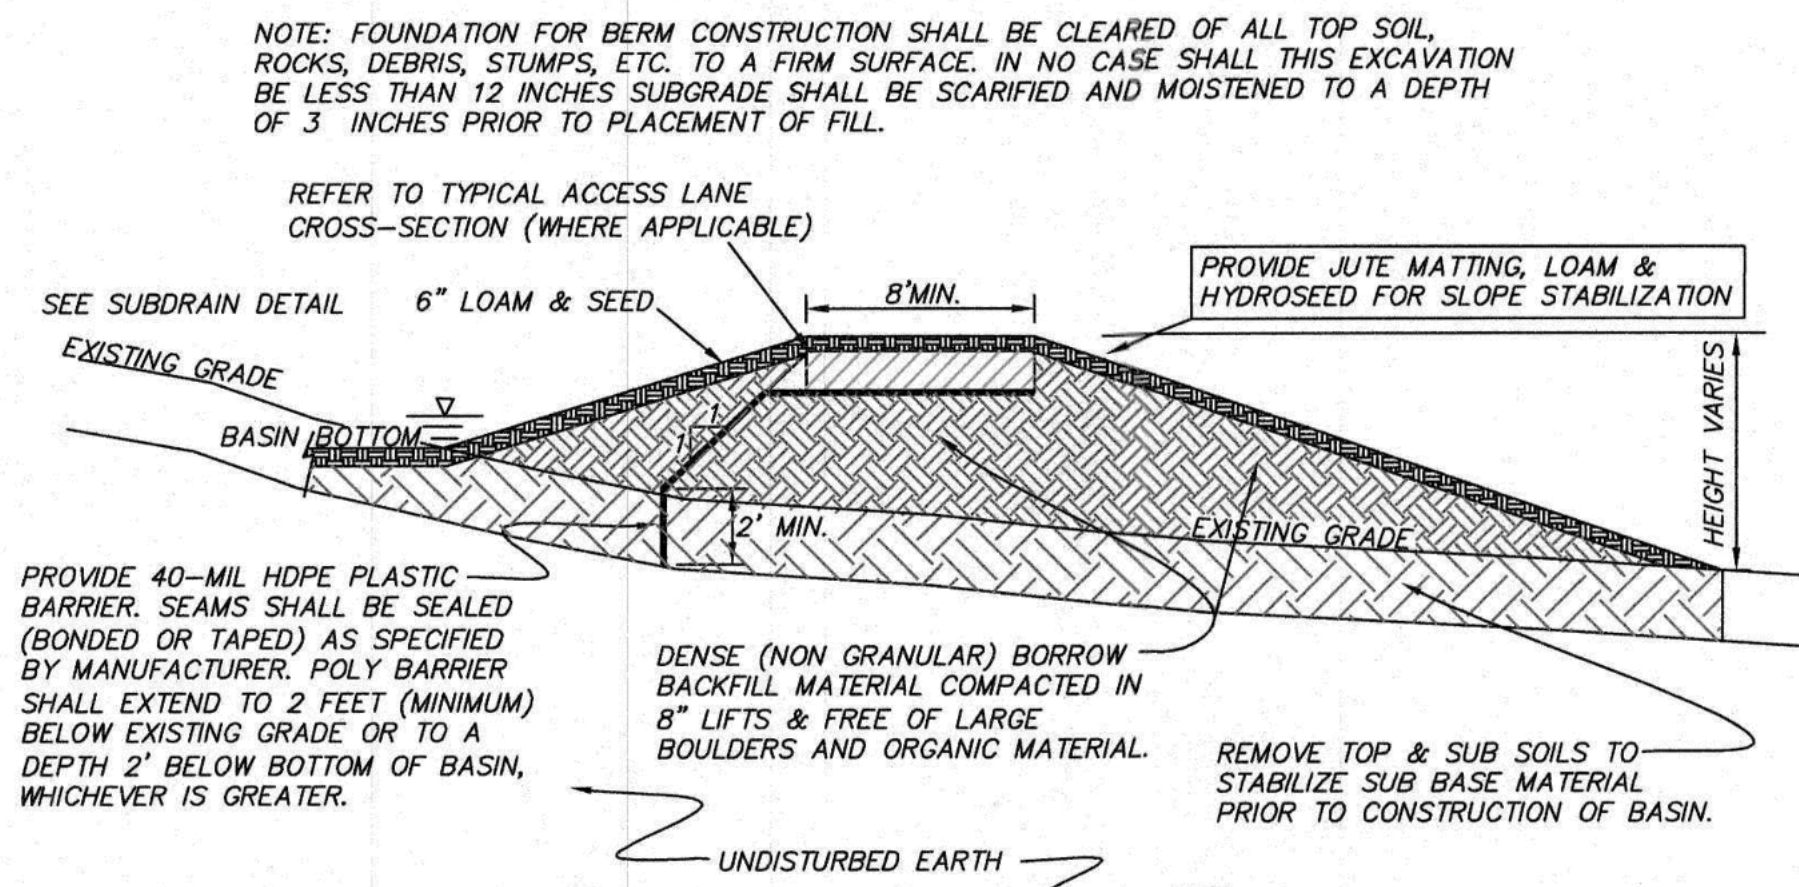 NOTE: FOUNDATION FOR BERM CONSTRUCTION SHALL BE CLEARED OF ALL TOP SOIL,
ROCKS, DEBRIS, STUMPS, ETC. TO A FIRM SURFACE. IN NO CASE SHALL THIS EXCAVATION
BE LESS THAN 12 INCHES SUBGRADE SHALL BE SCARIFIED AND MOISTENED TO A DEPTH
OF 3 INCHES PRIOR TO PLACEMENT OF FILL.
REFER TO TYPICAL ACCESS LANE
CROSS-SECTION (WHERE APPLICABLE)
PROVIDE JUTE MATTING, LOAM &
HYDROSEED FOR SLOPE STABILIZATION
SEE SUBDRAIN DETAIL
6" LOAM & SEED
8'MIN.
EXISTING GRADE
BASIN BOTTOM
1
1
HEIGHT VARIES
2' MIN.
EXISTING GRADE
PROVIDE 40-MIL HDPE PLASTIC
BARRIER. SEAMS SHALL BE SEALED
(BONDED OR TAPED) AS SPECIFIED
BY MANUFACTURER. POLY BARRIER
SHALL EXTEND TO 2 FEET (MINIMUM)
BELOW EXISTING GRADE OR TO A
DEPTH 2' BELOW BOTTOM OF BASIN,
WHICHEVER IS GREATER.
DENSE (NON GRANULAR) BORROW
BACKFILL MATERIAL COMPACTED IN
8" LIFTS & FREE OF LARGE
BOULDERS AND ORGANIC MATERIAL.
REMOVE TOP & SUB SOILS TO
STABILIZE SUB BASE MATERIAL
PRIOR TO CONSTRUCTION OF BASIN.
UNDISTURBED EARTH